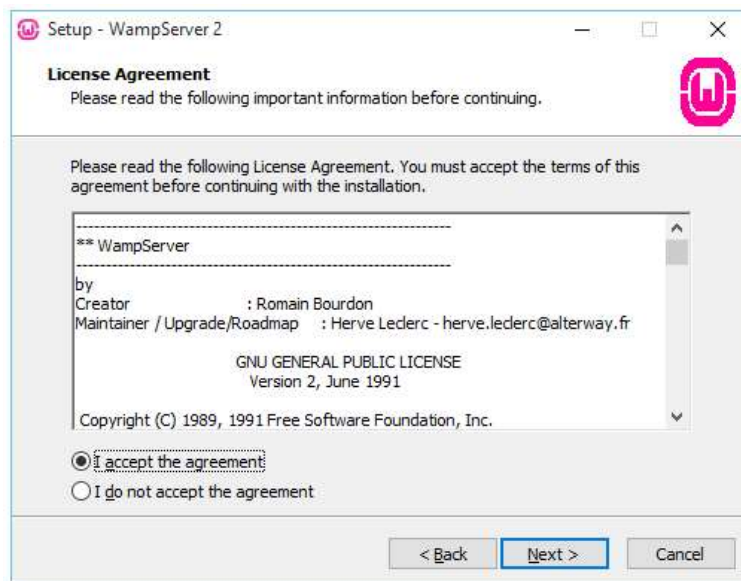 Setup - WampServer 2
License Agreement
Please read the following important information before continuing.
Please read the following License Agreement. You must accept the terms of this
agreement before continuing with the installation.
----------------------------------------------------------------
** WampServer
----------------------------------------------------------------
by
Creator : Romain Bourdon
Maintainer / Upgrade/Roadmap : Herve Leclerc - herve.leclerc@alterway.fr
GNU GENERAL PUBLIC LICENSE
Version 2, June 1991
Copyright (C) 1989, 1991 Free Software Foundation, Inc.
I accept the agreement
I do not accept the agreement
< Back Next > Cancel